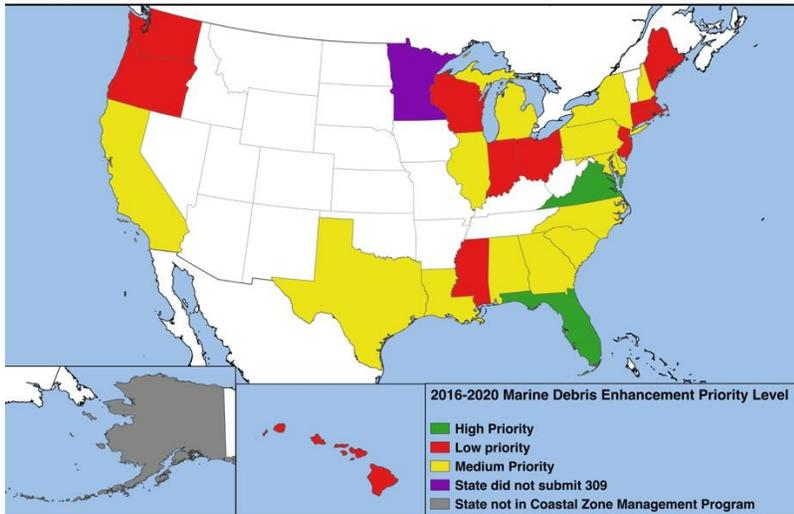 2016-2020 Marine Debris Enhancement Priority Level
High Priority
Low priority
Medium Priority
State did not submit 309
State not in Coastal Zone Management Program